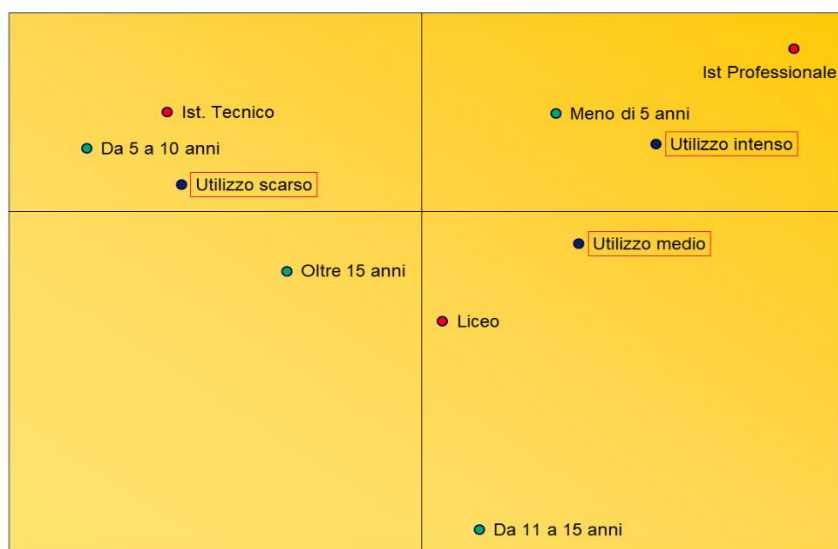 Ist Professionale
Ist. Tecnico
Meno di 5 anni
Da 5 a 10 anni
Utilizzo intenso
Utilizzo scarso
Utilizzo medio
Oltre 15 anni
Liceo
Da 11 a 15 anni